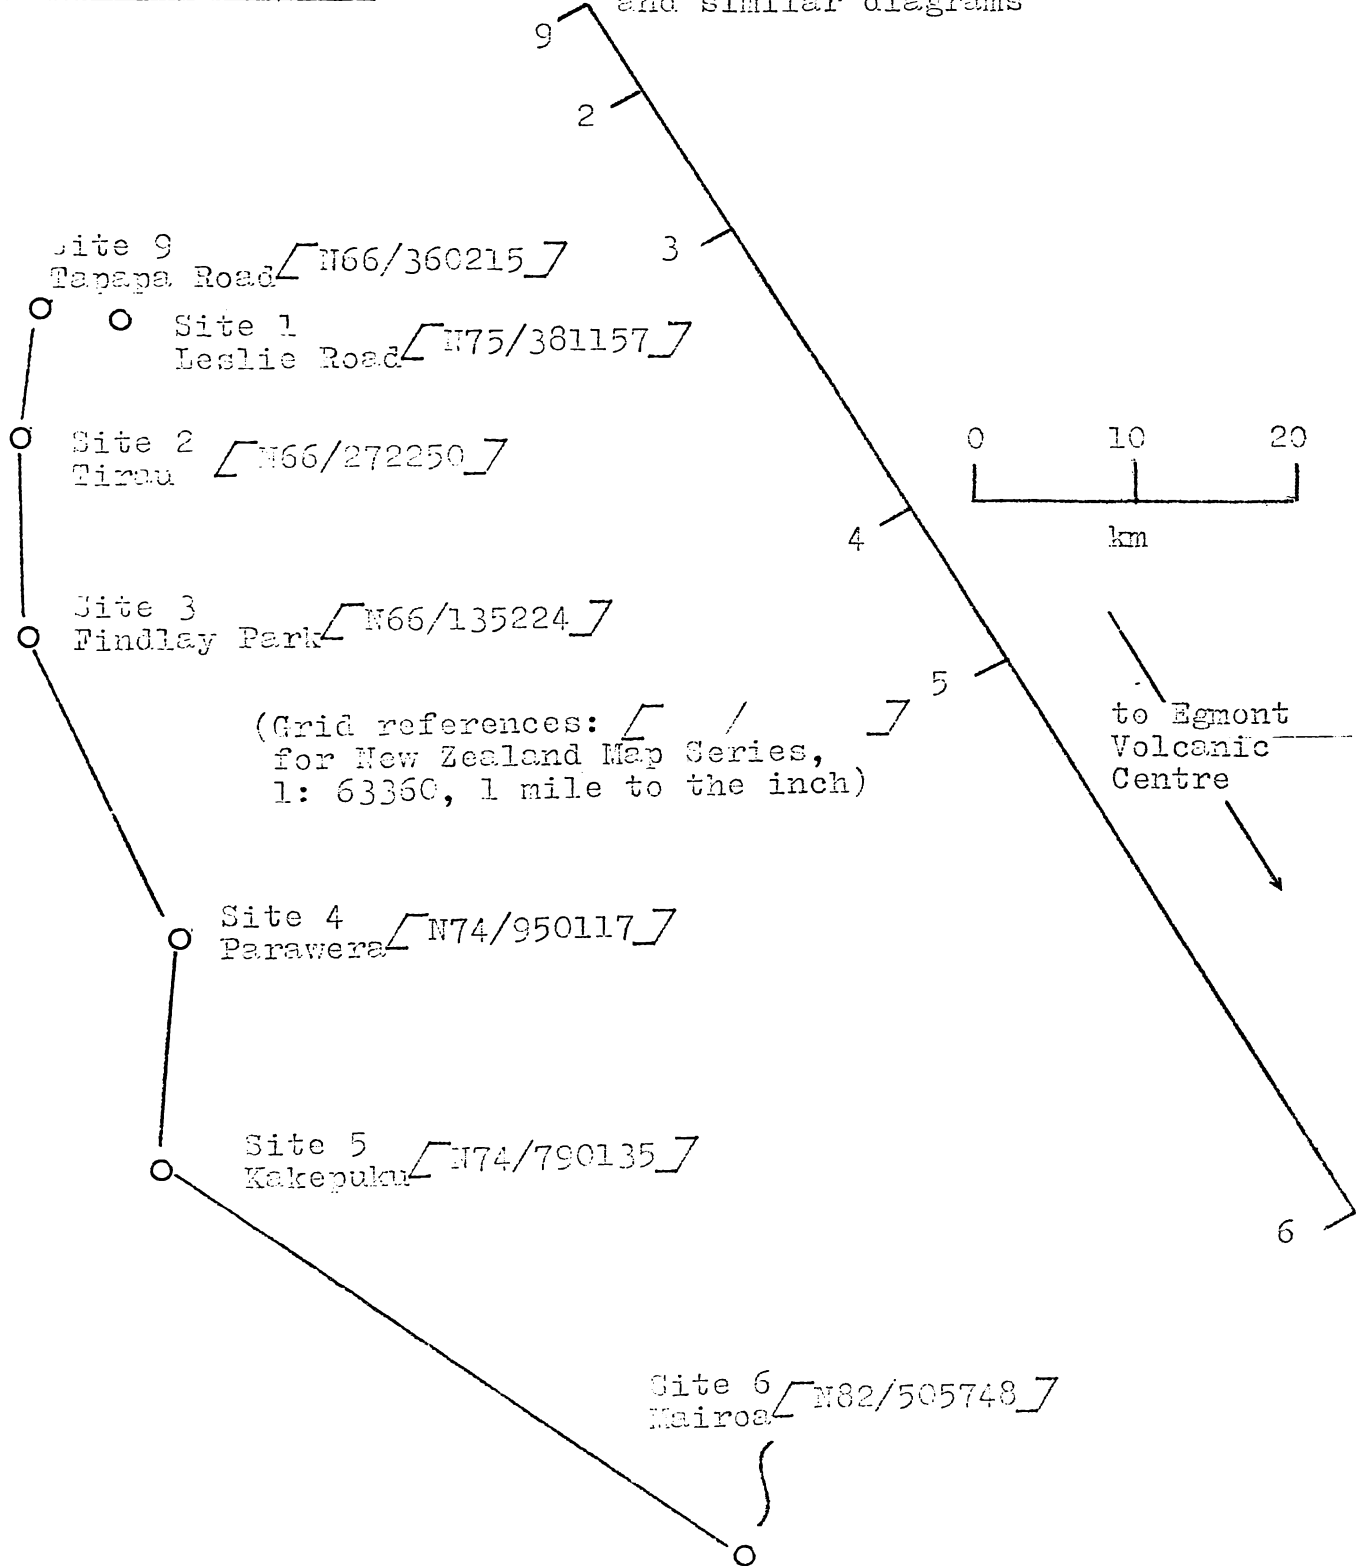 and similar diagrams
9
2
3
Site 9
Tapapa Road [N66/360215]
Site 1
Leslie Road [N75/381157]
Site 2
Tirau [N66/272250]
0 10 20
km
4
Site 3
Findlay Park [N66/135224]
5
(Grid references: [ / ]
for New Zealand Map Series,
1: 63360, 1 mile to the inch)
to Egmont
Volcanic
Centre
Site 4
Parawera [N74/950117]
Site 5
Kakepuku [N74/790135]
6
Site 6
Mairoa [N82/505748]